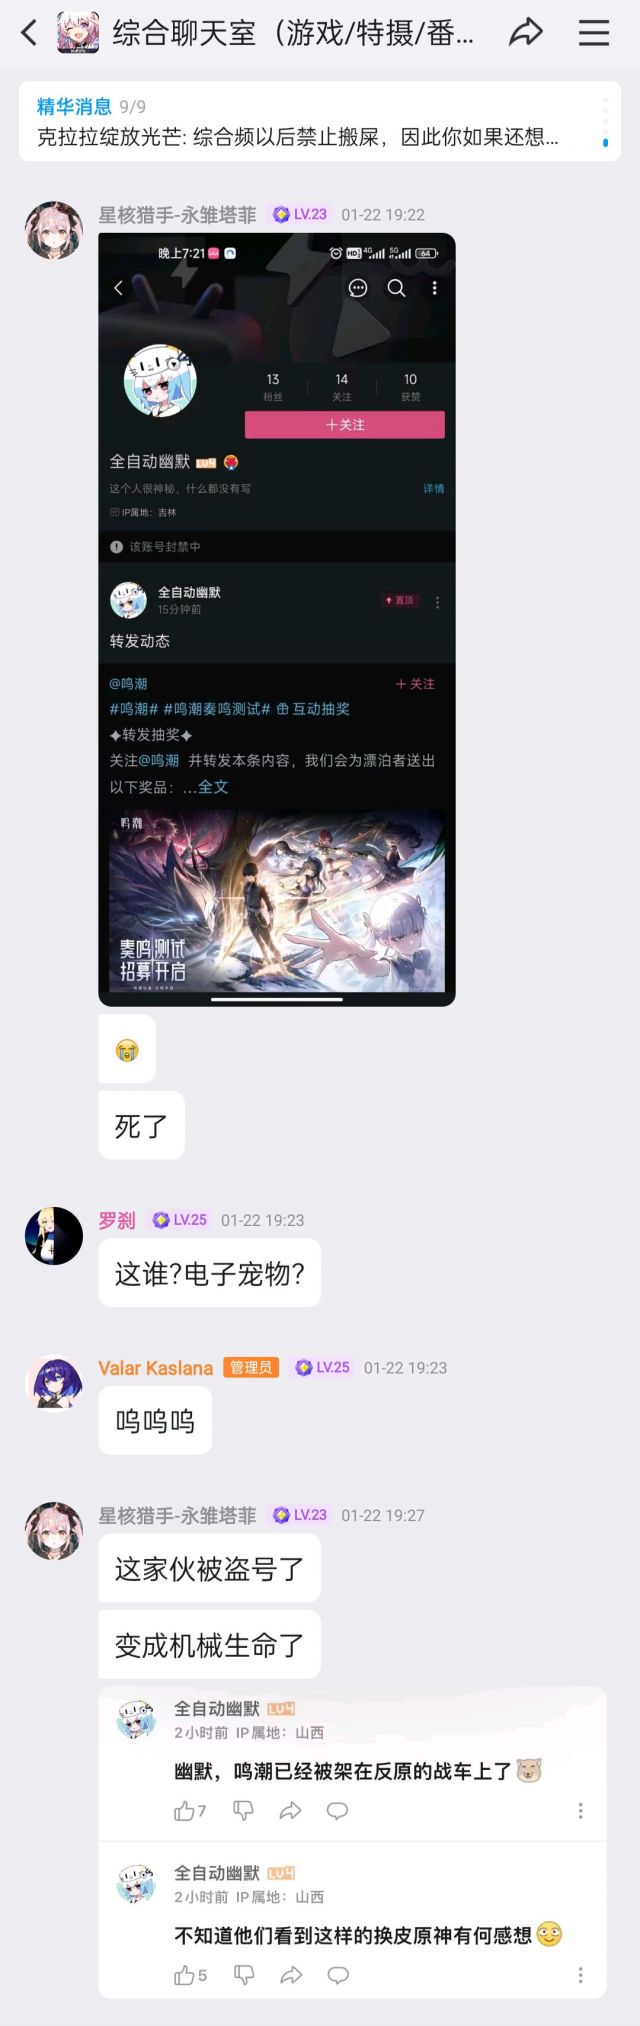 综合聊天室（游戏/特摄/番...
精华消息 9/9
克拉拉绽放光芒: 综合频以后禁止搬屎，因此你如果还想...
星核猎手-永雏塔菲 LV.23 01-22 19:22
晚上7:21 HD 4G 5G 64
13 14 10
粉丝 关注 获赞
＋关注
全自动幽默 LV4
这个人很神秘，什么都没有写 详情
IP属地：吉林
该账号封禁中
全自动幽默
15分钟前 置顶
转发动态
@鸣潮 ＋关注
#鸣潮# #鸣潮奏鸣测试# 互动抽奖
✦转发抽奖✦
关注@鸣潮 并转发本条内容，我们会为漂泊者送出
以下奖品：...全文
鸣潮
奏鸣测试
招募开启
😭
死了
罗刹 LV.25 01-22 19:23
这谁?电子宠物?
Valar Kaslana 管理员 LV.25 01-22 19:23
呜呜呜
星核猎手-永雏塔菲 LV.23 01-22 19:27
这家伙被盗号了
变成机械生命了
全自动幽默 LV4
2小时前 IP属地：山西
幽默，鸣潮已经被架在反原的战车上了
7
全自动幽默 LV4
2小时前 IP属地：山西
不知道他们看到这样的换皮原神有何感想
5